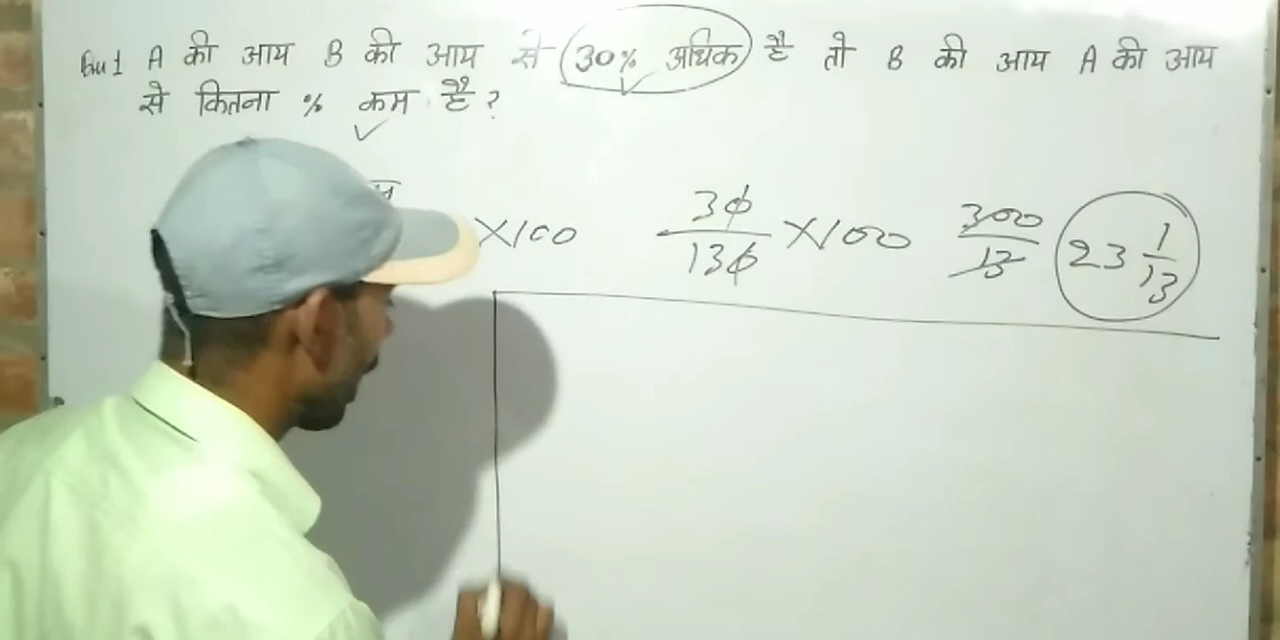 Qu 1 A की आय B की आय से 30% अधिक है तो B की आय A की आय
से कितना % कम है ?
×100 30/130 ×100 300/13 23 1/13